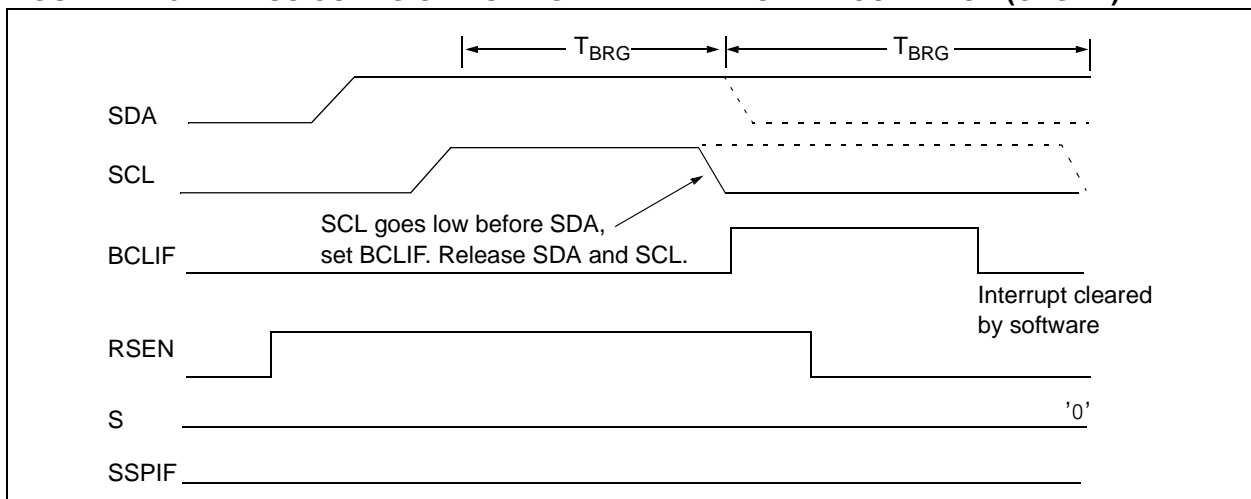 TBRG TBRG
SDA
SCL
SCL goes low before SDA,
set BCLIF. Release SDA and SCL.
BCLIF
Interrupt cleared
by software
RSEN
S '0'
SSPIF